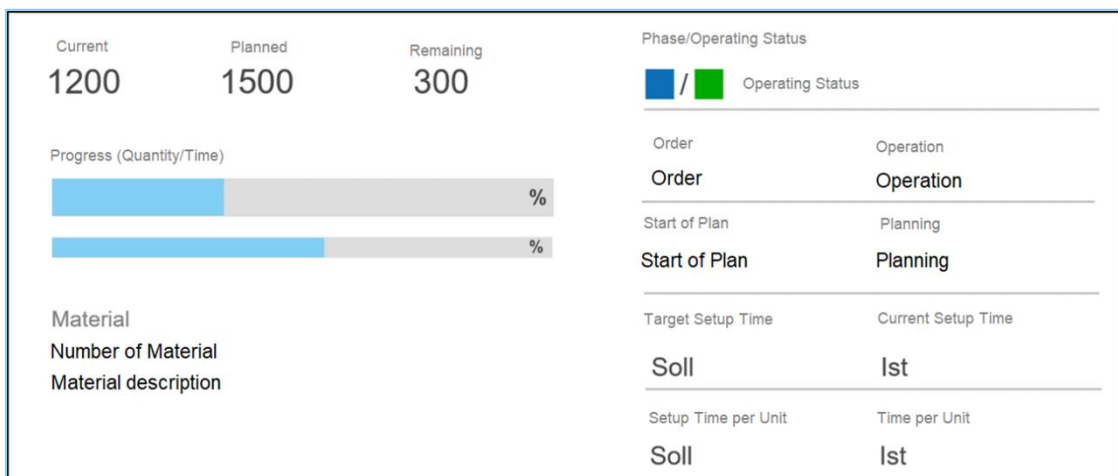 Current Planned Remaining
1200 1500 300
Progress (Quantity/Time)
%
%
Material
Number of Material
Material description
Phase/Operating Status
/ Operating Status
Order Operation
Order Operation
Start of Plan Planning
Start of Plan Planning
Target Setup Time Current Setup Time
Soll Ist
Setup Time per Unit Time per Unit
Soll Ist